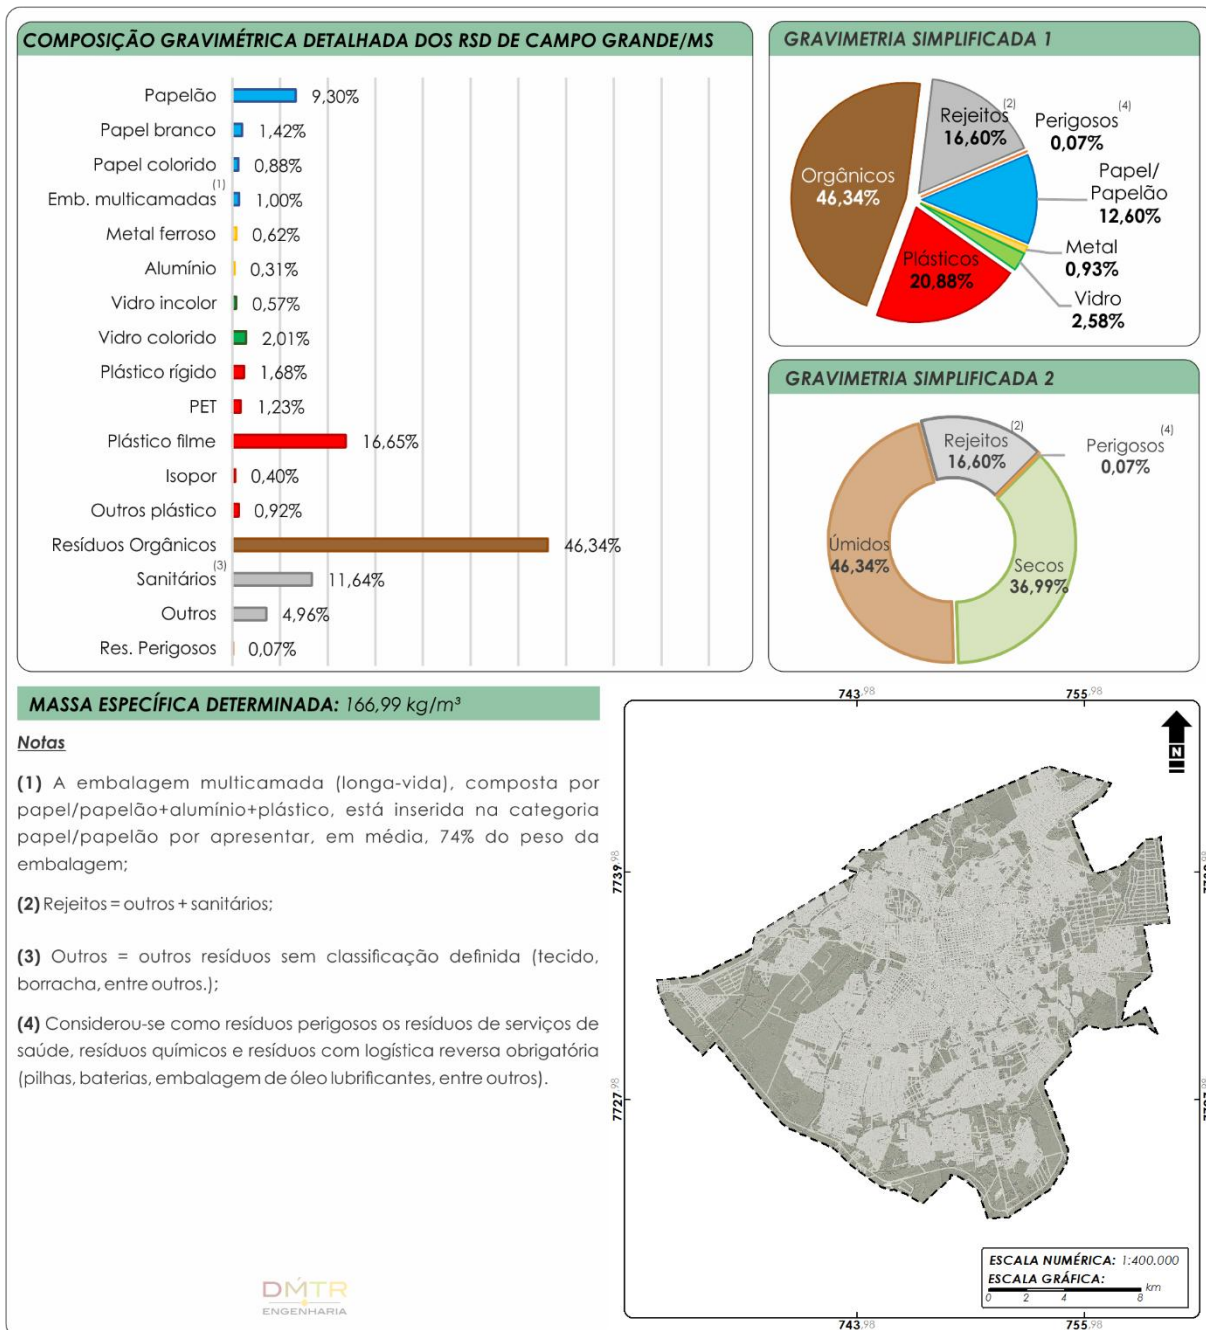 COMPOSIÇÃO GRAVIMÉTRICA DETALHADA DOS RSD DE CAMPO GRANDE/MS
Papelão 9,30%
Papel branco 1,42%
Papel colorido 0,88%
Emb. multicamadas (1) 1,00%
Metal ferroso 0,62%
Alumínio 0,31%
Vidro incolor 0,57%
Vidro colorido 2,01%
Plástico rígido 1,68%
PET 1,23%
Plástico filme 16,65%
Isopor 0,40%
Outros plástico 0,92%
Resíduos Orgânicos 46,34%
Sanitários (3) 11,64%
Outros 4,96%
Res. Perigosos 0,07%
GRAVIMETRIA SIMPLIFICADA 1
Rejeitos (2)
16,60%
Perigosos (4)
0,07%
Papel/
Papelão
12,60%
Metal
0,93%
Vidro
2,58%
Plásticos
20,88%
Orgânicos
46,34%
GRAVIMETRIA SIMPLIFICADA 2
Rejeitos (2)
16,60%
Perigosos (4)
0,07%
Secos
36,99%
Úmidos
46,34%
MASSA ESPECÍFICA DETERMINADA: 166,99 kg/m³
Notas
(1) A embalagem multicamada (longa-vida), composta por
papel/papelão+alumínio+plástico, está inserida na categoria
papel/papelão por apresentar, em média, 74% do peso da
embalagem;
(2) Rejeitos = outros + sanitários;
(3) Outros = outros resíduos sem classificação definida (tecido,
borracha, entre outros.);
(4) Considerou-se como resíduos perigosos os resíduos de serviços de
saúde, resíduos químicos e resíduos com logística reversa obrigatória
(pilhas, baterias, embalagem de óleo lubrificantes, entre outros).
DMTR
ENGENHARIA
743,98 755,98
N
7739,98
7727,98
ESCALA NUMÉRICA: 1:400.000
ESCALA GRÁFICA:
0 2 4 8 km
743,98 755,98